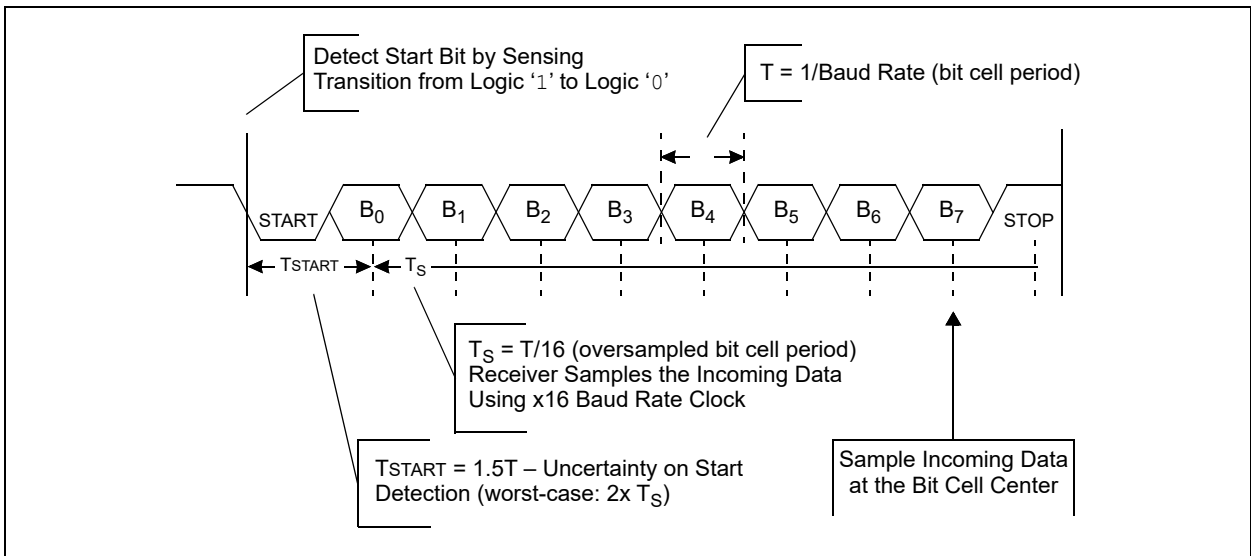 Detect Start Bit by Sensing
Transition from Logic ‘1’ to Logic ‘0’
T = 1/Baud Rate (bit cell period)
START B0 B1 B2 B3 B4 B5 B6 B7 STOP
TSTART TS
TS = T/16 (oversampled bit cell period)
Receiver Samples the Incoming Data
Using x16 Baud Rate Clock
TSTART = 1.5T – Uncertainty on Start
Detection (worst-case: 2x TS)
Sample Incoming Data
at the Bit Cell Center